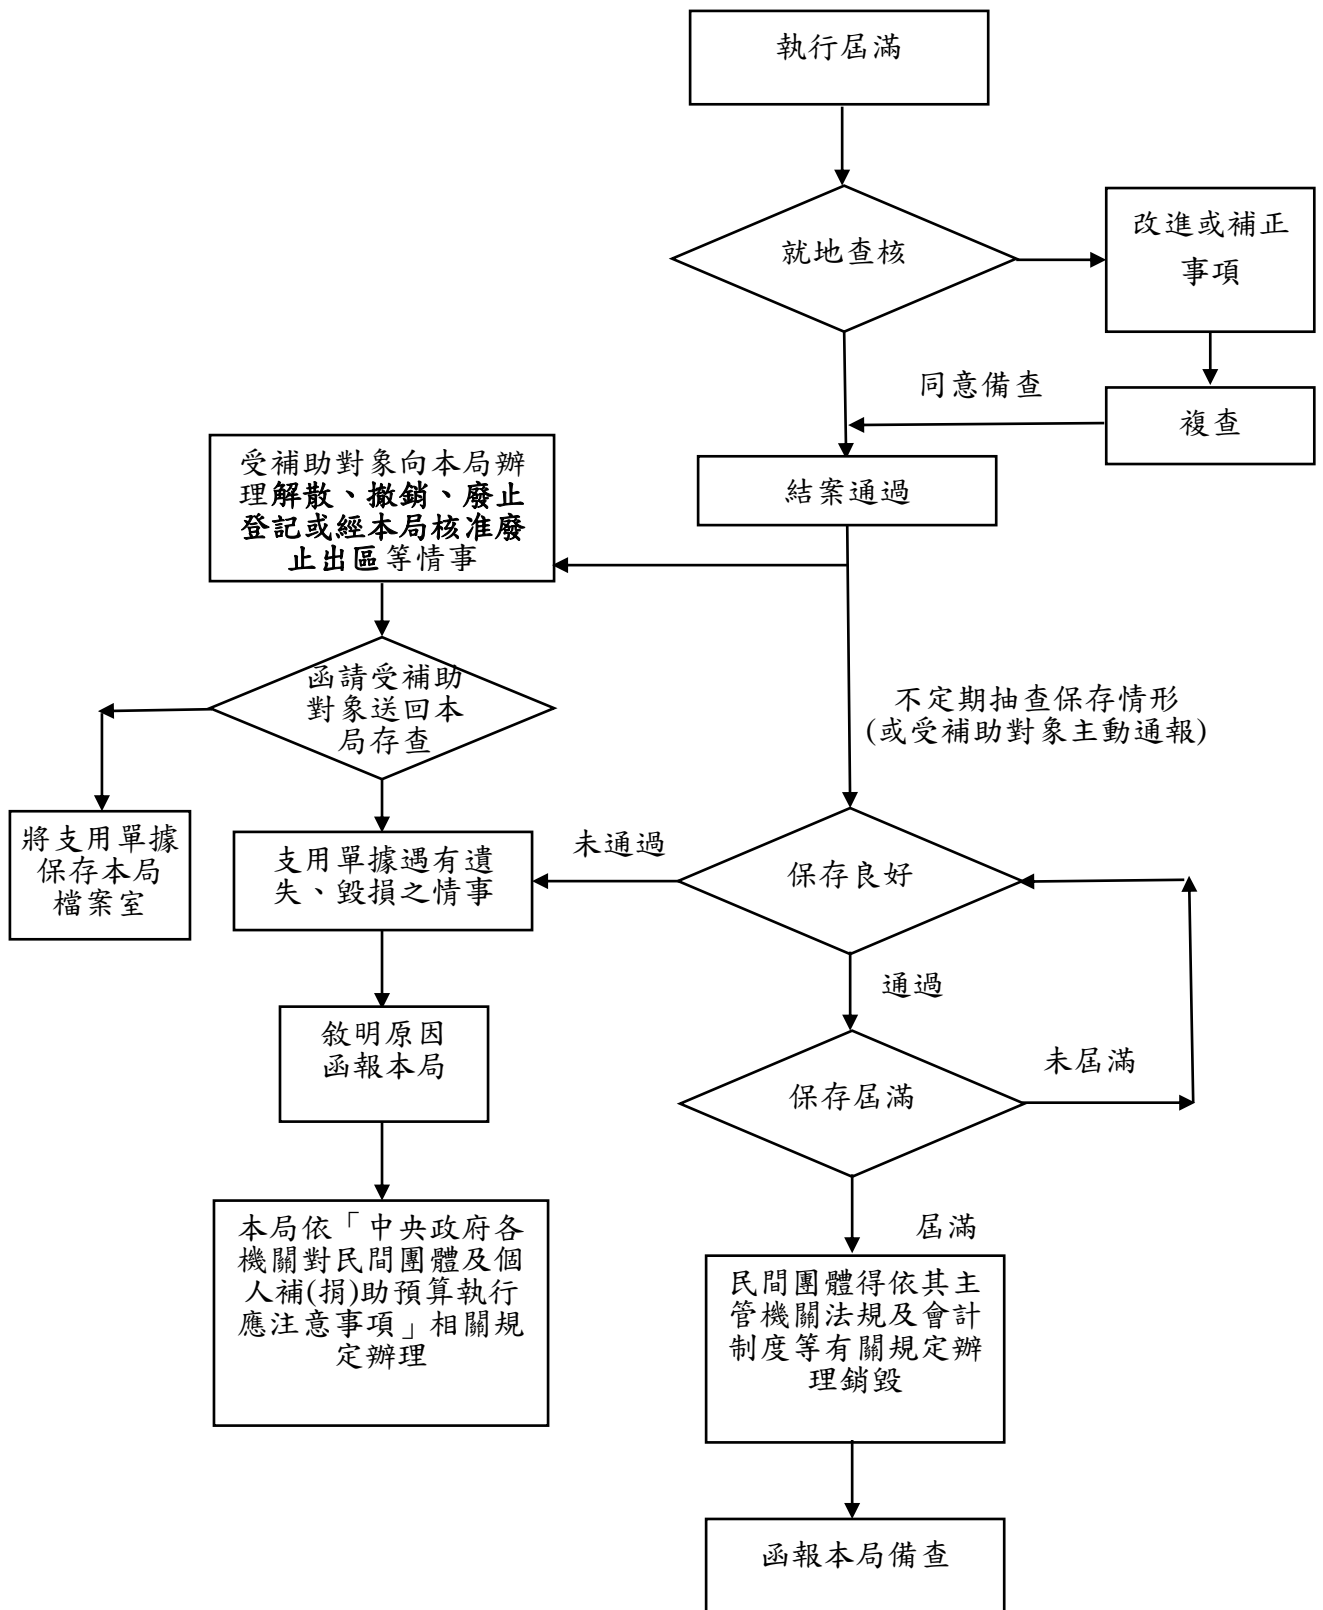 執行屆滿
就地查核
改進或補正
事項
同意備查
複查
結案通過
受補助對象向本局辦
理解散、撤銷、廢止
登記或經本局核准廢
止出區等情事
函請受補助
對象送回本
局存查
不定期抽查保存情形
(或受補助對象主動通報)
將支用單據
保存本局
檔案室
支用單據遇有遺
失、毀損之情事
未通過
保存良好
通過
敘明原因
函報本局
保存屆滿
未屆滿
本局依「中央政府各
機關對民間團體及個
人補(捐)助預算執行
應注意事項」相關規
定辦理
屆滿
民間團體得依其主
管機關法規及會計
制度等有關規定辦
理銷毀
函報本局備查